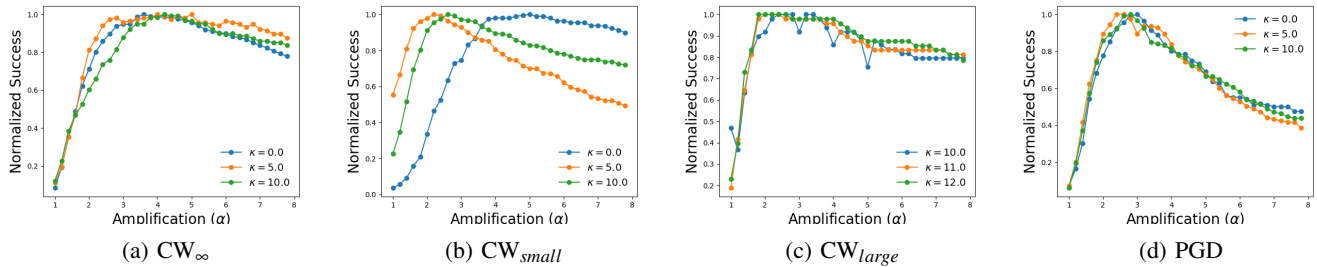 Normalized Success
1.0
0.8
0.6
0.4
0.2
κ = 0.0
κ = 5.0
κ = 10.0
1 2 3 4 5 6 7 8
Amplification (α)
(a) CW∞
Normalized Success
1.0
0.8
0.6
0.4
0.2
0.0
κ = 0.0
κ = 5.0
κ = 10.0
1 2 3 4 5 6 7 8
Amplification (α)
(b) CWsmall
Normalized Success
1.0
0.9
0.8
0.7
0.6
0.5
0.4
0.3
0.2
κ = 10.0
κ = 11.0
κ = 12.0
1 2 3 4 5 6 7 8
Amplification (α)
(c) CWlarge
Normalized Success
1.0
0.8
0.6
0.4
0.2
κ = 0.0
κ = 5.0
κ = 10.0
1 2 3 4 5 6 7 8
Amplification (α)
(d) PGD